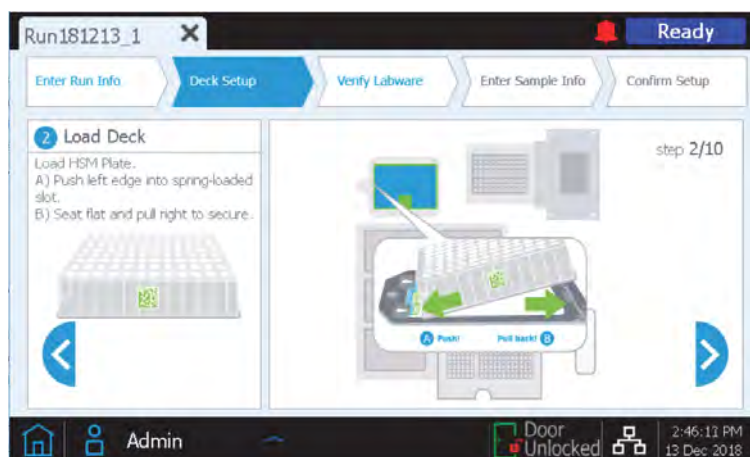 Run181213_1
Ready
Enter Run Info
Deck Setup
Verify Labware
Enter Sample Info
Confirm Setup
2 Load Deck
Load HSM Plate.
A) Push left edge into spring-loaded
slot.
B) Seat flat and pull right to secure.
step 2/10
A Push! Pull back! B
Admin
Door
Unlocked
2:46:13 PM
13 Dec 2018